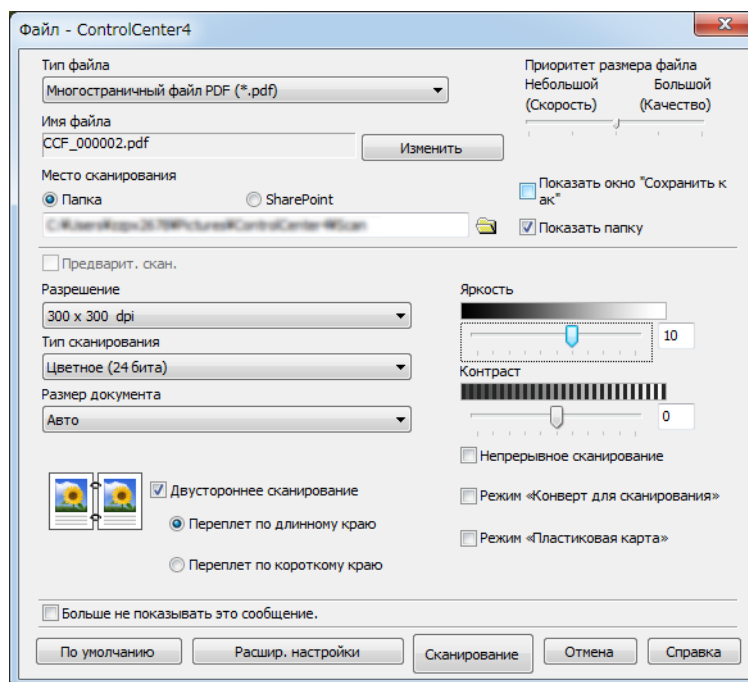 Файл - ControlCenter4
Тип файла
Многостраничный файл PDF (*.pdf)
Приоритет размера файла
Небольшой Большой
(Скорость) (Качество)
Имя файла
CCF_000002.pdf
Изменить
Место сканирования
Папка
SharePoint
Показать окно "Сохранить к
ак"
Показать папку
Предварит. скан.
Разрешение
300 x 300 dpi
Тип сканирования
Цветное (24 бита)
Размер документа
Авто
Яркость
10
Контраст
0
Двустороннее сканирование
Переплет по длинному краю
Переплет по короткому краю
Непрерывное сканирование
Режим «Конверт для сканирования»
Режим «Пластиковая карта»
Больше не показывать это сообщение.
По умолчанию
Расшир. настройки
Сканирование
Отмена
Справка